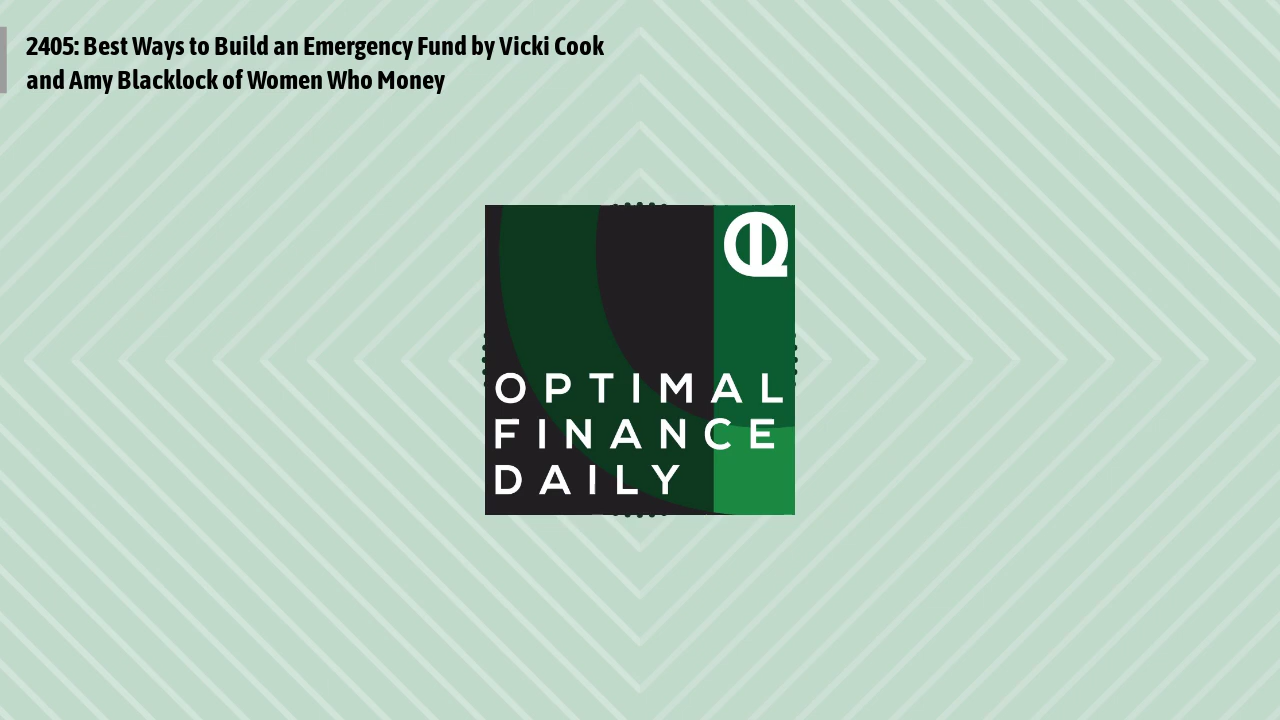 2405: Best Ways to Build an Emergency Fund by Vicki Cook
and Amy Blacklock of Women Who Money
OPTIMAL
FINANCE
DAILY